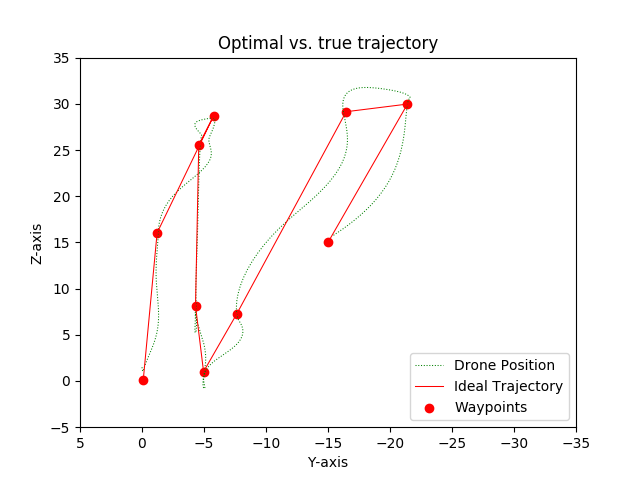 Optimal vs. true trajectory
35
30
25
20
15
10
5
0
−5
Z-axis
5 0 −5 −10 −15 −20 −25 −30 −35
Y-axis
Drone Position
Ideal Trajectory
Waypoints